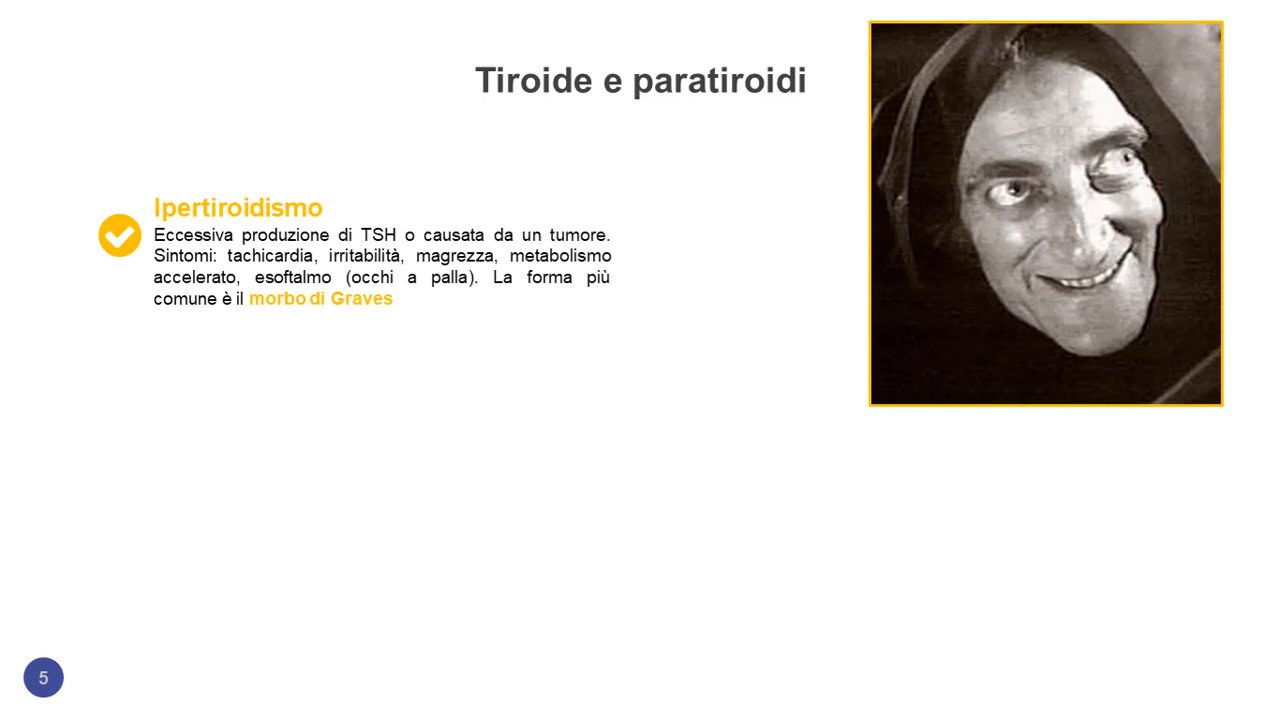 Tiroide e paratiroidi
Ipertiroidismo
Eccessiva produzione di TSH o causata da un tumore.
Sintomi: tachicardia, irritabilità, magrezza, metabolismo
accelerato, esoftalmo (occhi a palla). La forma più
comune è il morbo di Graves
5